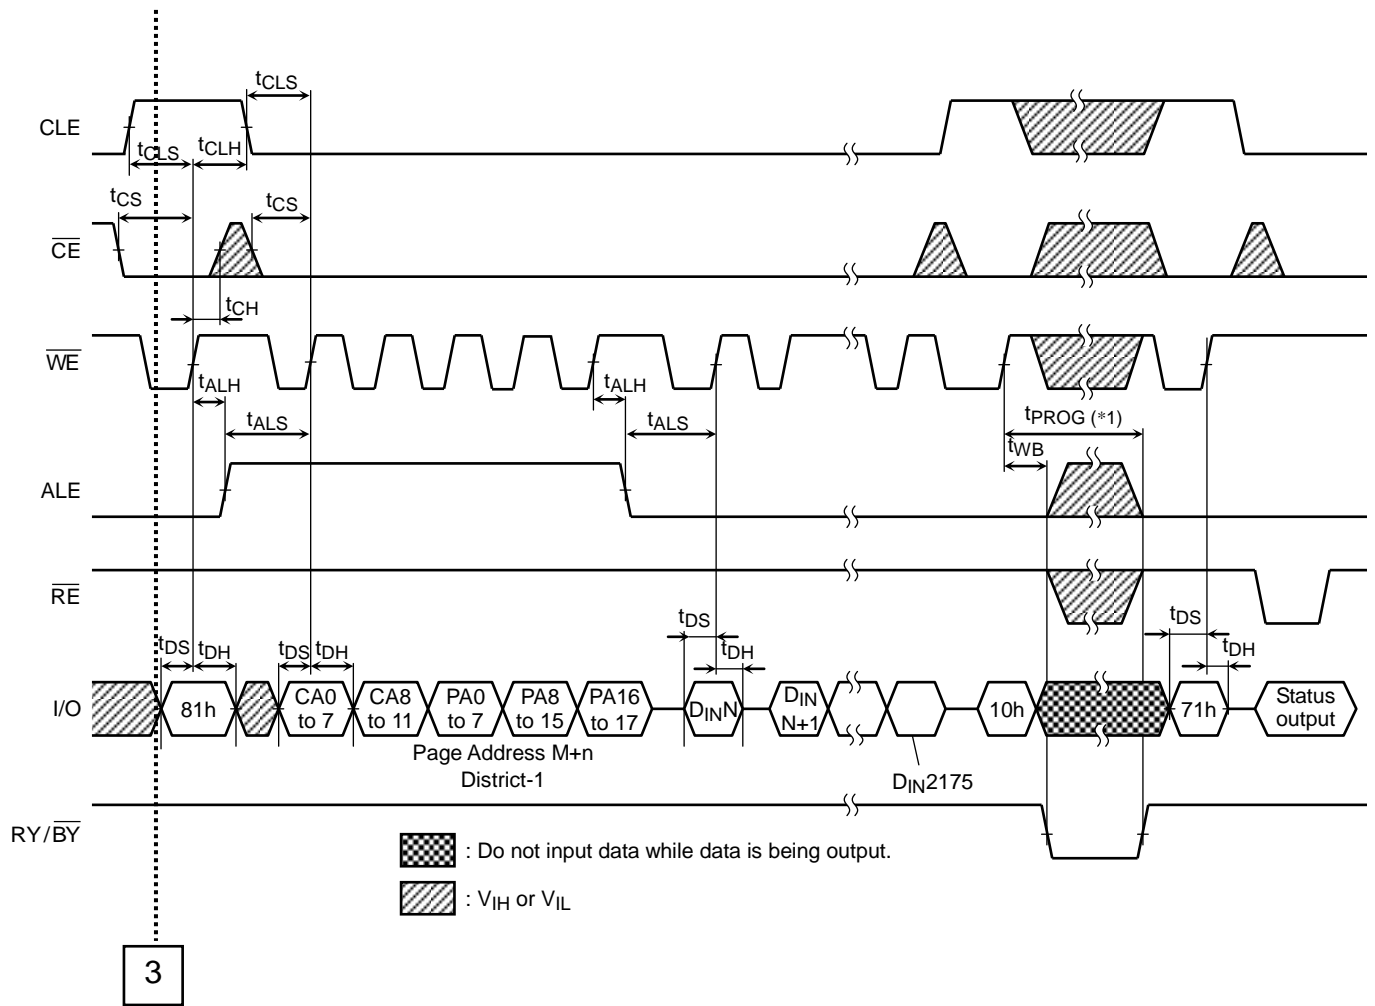 tCLS
CLE
tCLS
tCLH
tCS
tCS
CE
tCH
WE
tALH
tALH
tPROG (*1)
tALS
tALS
tWB
ALE
RE
tDS
tDH
tDS
tDH
tDS
tDH
tDS
tDH
I/O
81h
CA0 to 7
CA8 to 11
PA0 to 7
PA8 to 15
PA16 to 17
DINN
DIN N+1
10h
71h
Status output
Page Address M+n
District-1
DIN2175
RY/BY
: Do not input data while data is being output.
: VIH or VIL
3